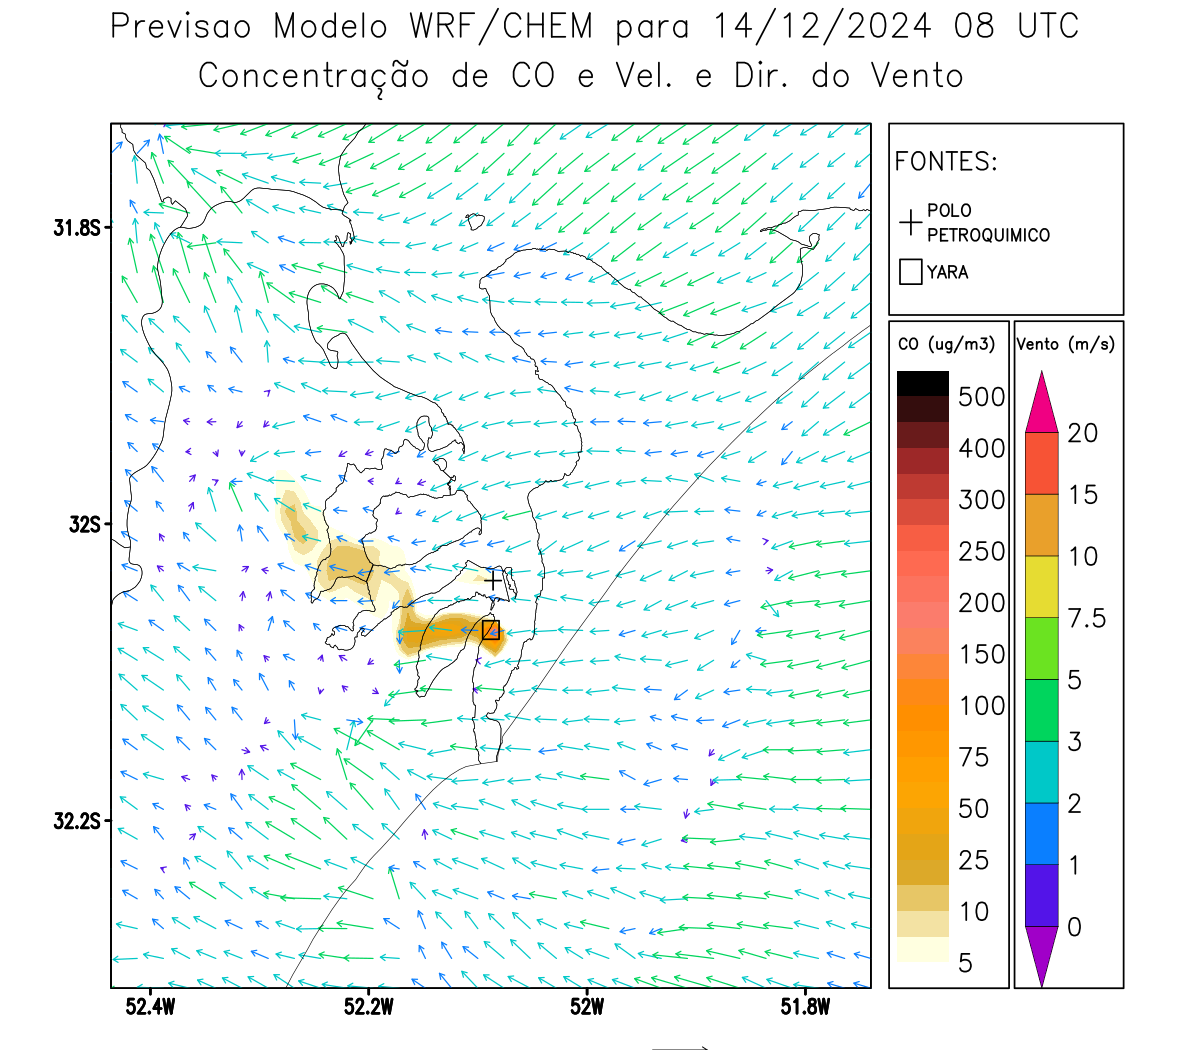 Previsao Modelo WRF/CHEM para 14/12/2024 08 UTC
Concentração de CO e Vel. e Dir. do Vento
FONTES:
POLO
PETROQUIMICO
YARA
CO (ug/m3)
500
400
300
250
200
150
100
75
50
25
10
5
Vento (m/s)
20
15
10
7.5
5
3
2
1
0
31.8S
32S
32.2S
52.4W
52.2W
52W
51.8W